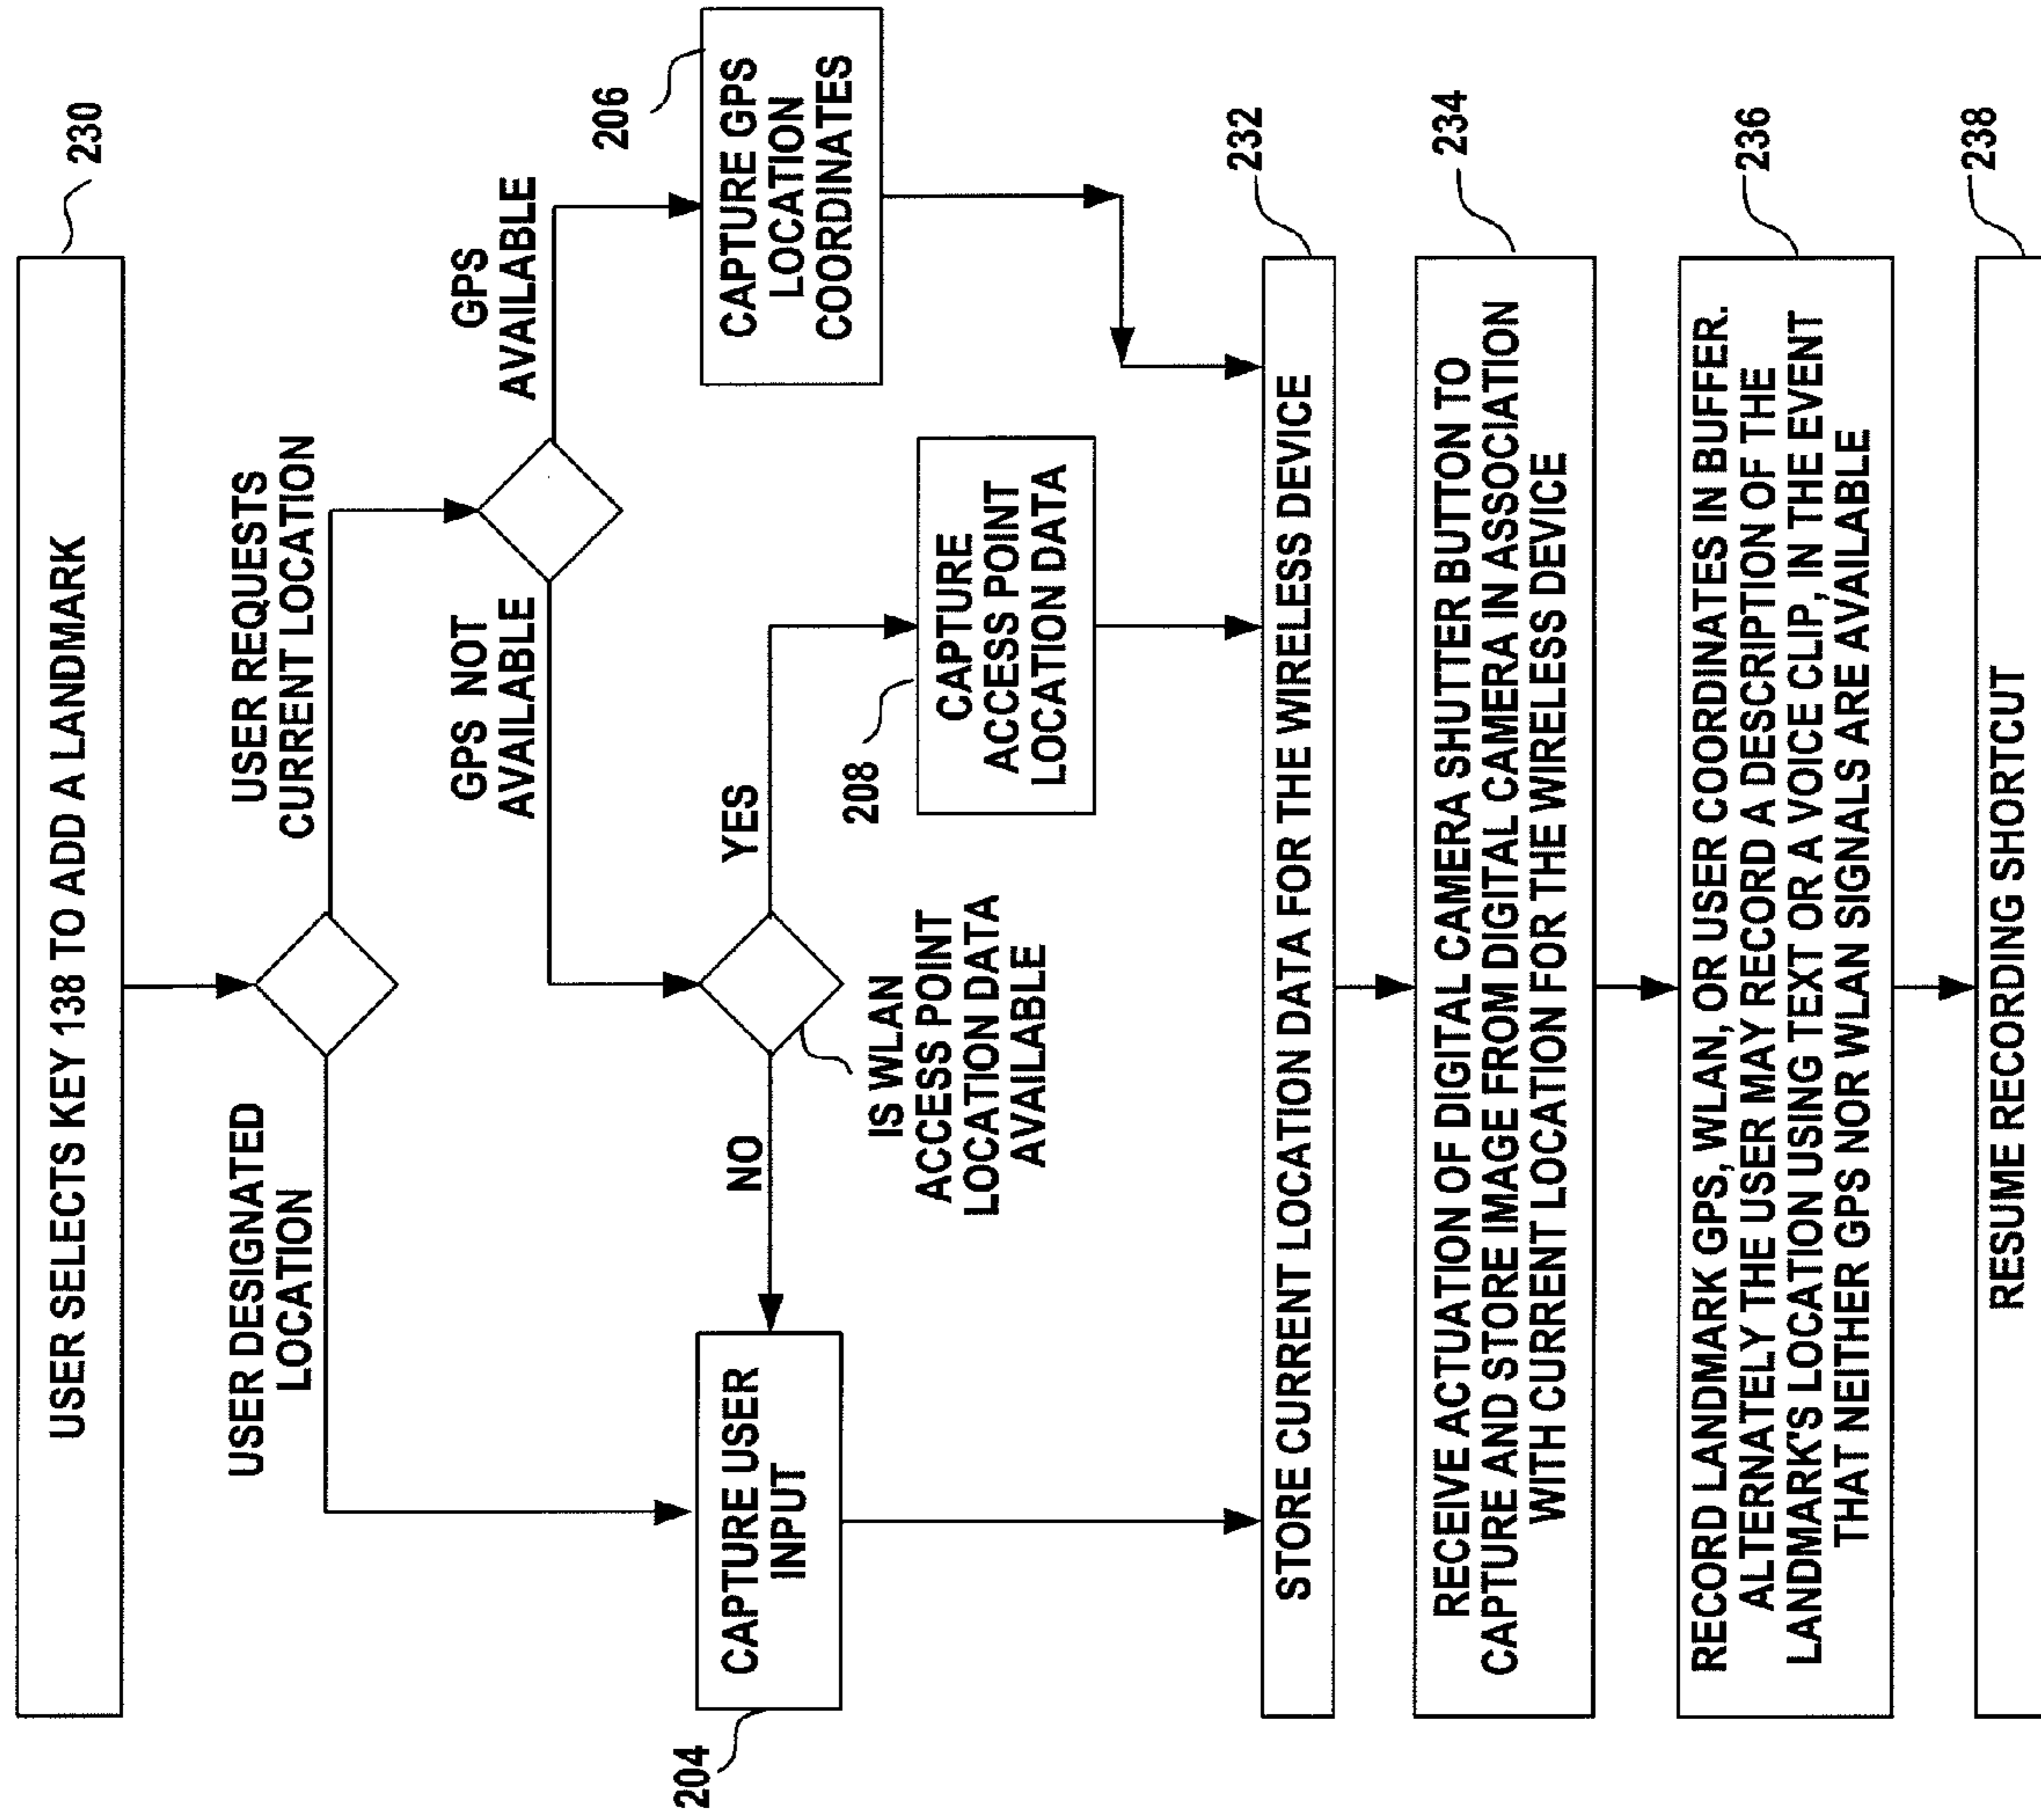 230
USER SELECTS KEY 138 TO ADD A LANDMARK
USER DESIGNATED
LOCATION
USER REQUESTS
CURRENT LOCATION
GPS NOT
AVAILABLE
GPS
AVAILABLE
206
CAPTURE GPS
LOCATION
COORDINATES
204
CAPTURE USER
INPUT
NO
YES
IS WLAN
ACCESS POINT
LOCATION DATA
AVAILABLE
208
CAPTURE
ACCESS POINT
LOCATION DATA
232
STORE CURRENT LOCATION DATA FOR THE WIRELESS DEVICE
234
RECEIVE ACTUATION OF DIGITAL CAMERA SHUTTER BUTTON TO
CAPTURE AND STORE IMAGE FROM DIGITAL CAMERA IN ASSOCIATION
WITH CURRENT LOCATION FOR THE WIRELESS DEVICE
236
RECORD LANDMARK GPS, WLAN, OR USER COORDINATES IN BUFFER.
ALTERNATELY THE USER MAY RECORD A DESCRIPTION OF THE
LANDMARK'S LOCATION USING TEXT OR A VOICE CLIP, IN THE EVENT
THAT NEITHER GPS NOR WLAN SIGNALS ARE AVAILABLE
238
RESUME RECORDING SHORTCUT